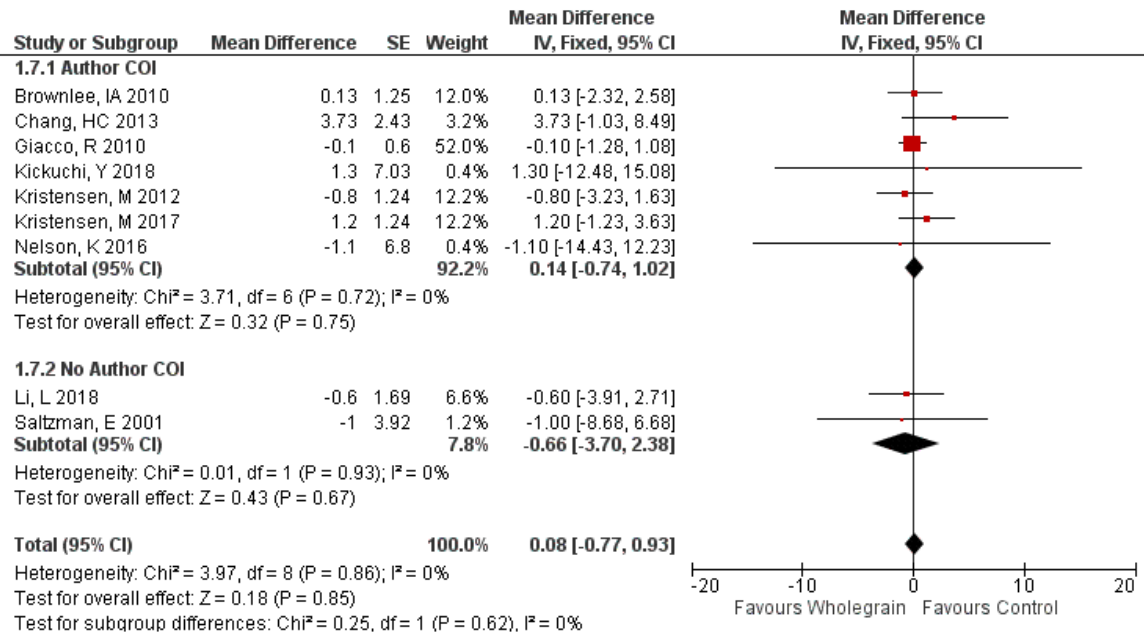 Mean Difference Mean Difference
Study or Subgroup Mean Difference SE Weight IV, Fixed, 95% CI IV, Fixed, 95% CI
1.7.1 Author COI
Brownlee, IA 2010 0.13 1.25 12.0% 0.13 [-2.32, 2.58]
Chang, HC 2013 3.73 2.43 3.2% 3.73 [-1.03, 8.49]
Giacco, R 2010 -0.1 0.6 52.0% -0.10 [-1.28, 1.08]
Kickuchi, Y 2018 1.3 7.03 0.4% 1.30 [-12.48, 15.08]
Kristensen, M 2012 -0.8 1.24 12.2% -0.80 [-3.23, 1.63]
Kristensen, M 2017 1.2 1.24 12.2% 1.20 [-1.23, 3.63]
Nelson, K 2016 -1.1 6.8 0.4% -1.10 [-14.43, 12.23]
Subtotal (95% CI) 92.2% 0.14 [-0.74, 1.02]
Heterogeneity: Chi² = 3.71, df = 6 (P = 0.72); I² = 0%
Test for overall effect: Z = 0.32 (P = 0.75)
1.7.2 No Author COI
Li, L 2018 -0.6 1.69 6.6% -0.60 [-3.91, 2.71]
Saltzman, E 2001 -1 3.92 1.2% -1.00 [-8.68, 6.68]
Subtotal (95% CI) 7.8% -0.66 [-3.70, 2.38]
Heterogeneity: Chi² = 0.01, df = 1 (P = 0.93); I² = 0%
Test for overall effect: Z = 0.43 (P = 0.67)
Total (95% CI) 100.0% 0.08 [-0.77, 0.93]
Heterogeneity: Chi² = 3.97, df = 8 (P = 0.86); I² = 0%
Test for overall effect: Z = 0.18 (P = 0.85)
Test for subgroup differences: Chi² = 0.25, df = 1 (P = 0.62), I² = 0%
-20 -10 0 10 20
Favours Wholegrain Favours Control